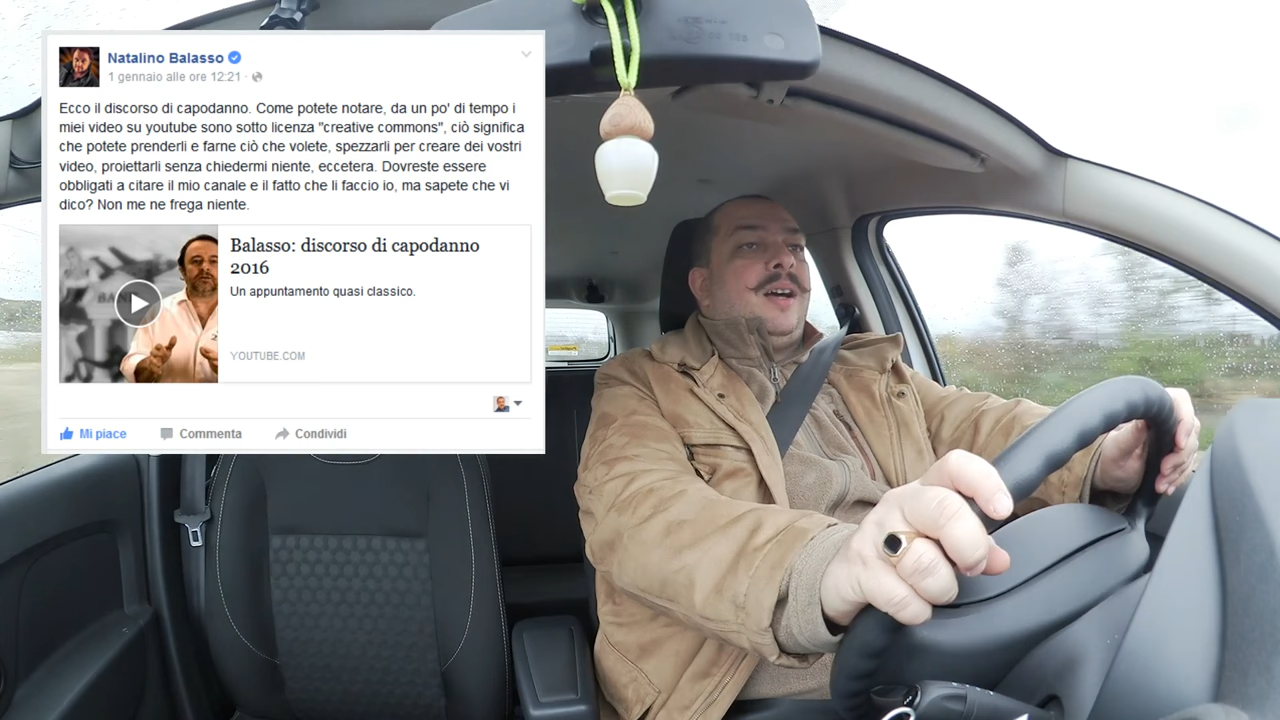 Natalino Balasso
1 gennaio alle ore 12:21 ·
Ecco il discorso di capodanno. Come potete notare, da un po' di tempo i
miei video su youtube sono sotto licenza "creative commons", ciò significa
che potete prenderli e farne ciò che volete, spezzarli per creare dei vostri
video, proiettarli senza chiedermi niente, eccetera. Dovreste essere
obbligati a citare il mio canale e il fatto che li faccio io, ma sapete che vi
dico? Non me ne frega niente.
Balasso: discorso di capodanno
2016
Un appuntamento quasi classico.
YOUTUBE.COM
Mi piace Commenta Condividi